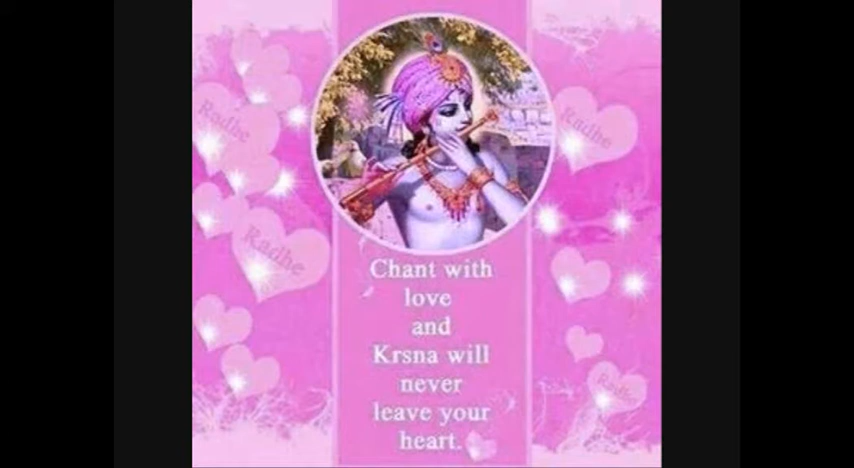 Radhe
Radhe
Radhe
Chant with
love
and
Krsna will
never
leave your
heart.
Radhe